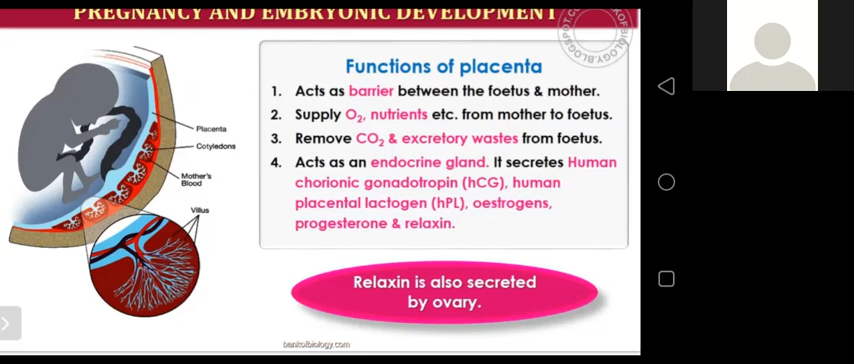 PREGNANCY AND EMBRYONIC DEVELOPMENT
KOFBIOLOGY.BLOGSPOT.
Functions of placenta
1. Acts as barrier between the foetus & mother.
2. Supply O₂, nutrients etc. from mother to foetus.
3. Remove CO₂ & excretory wastes from foetus.
4. Acts as an endocrine gland. It secretes Human
chorionic gonadotropin (hCG), human
placental lactogen (hPL), oestrogens,
progesterone & relaxin.
Placenta
Cotyledons
Mother's
Blood
Villus
Relaxin is also secreted
by ovary.
bankofbiology.com